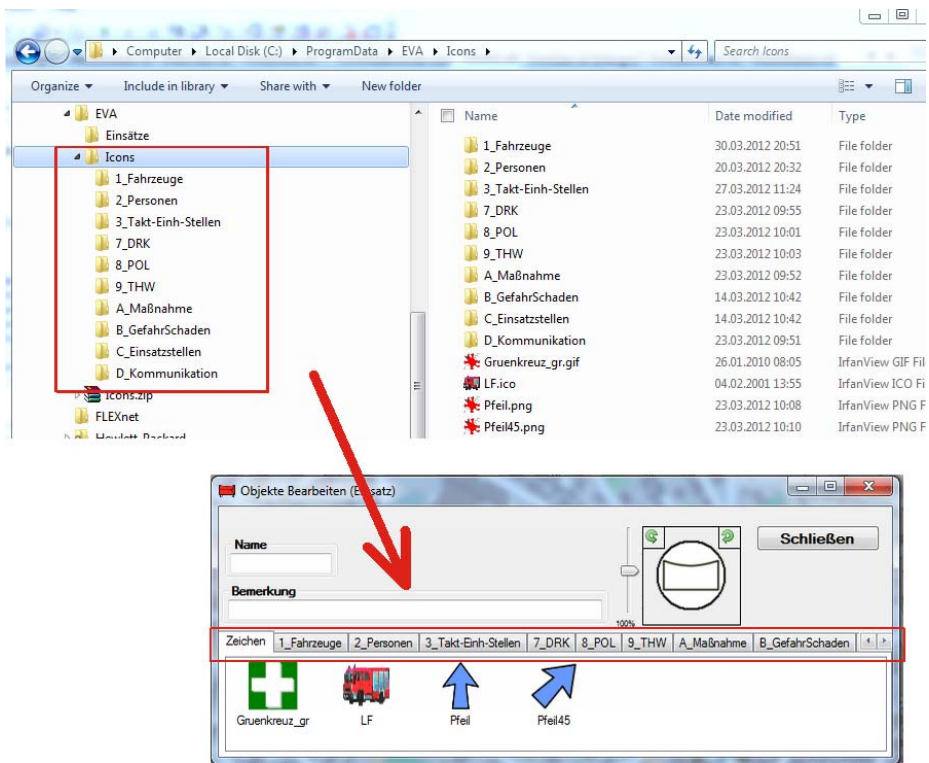 Computer Local Disk (C:) ProgramData EVA Icons Search Icons
Organize Include in library Share with New folder
EVA
Einsätze
Icons
1_Fahrzeuge
2_Personen
3_Takt-Einh-Stellen
7_DRK
8_POL
9_THW
A_Maßnahme
B_GefahrSchaden
C_Einsatzstellen
D_Kommunikation
Icons.zip
FLEXnet
Hewlett-Packard
Name Date modified Type
1_Fahrzeuge 30.03.2012 20:51 File folder
2_Personen 20.03.2012 20:32 File folder
3_Takt-Einh-Stellen 27.03.2012 11:24 File folder
7_DRK 23.03.2012 09:55 File folder
8_POL 23.03.2012 10:01 File folder
9_THW 23.03.2012 10:03 File folder
A_Maßnahme 23.03.2012 09:52 File folder
B_GefahrSchaden 14.03.2012 10:42 File folder
C_Einsatzstellen 14.03.2012 10:42 File folder
D_Kommunikation 23.03.2012 09:51 File folder
Gruenkreuz_gr.gif 26.01.2010 08:05 IrfanView GIF Fil
LF.ico 04.02.2001 13:55 IrfanView ICO Fi
Pfeil.png 23.03.2012 10:08 IrfanView PNG F
Pfeil45.png 23.03.2012 10:10 IrfanView PNG F
Objekte Bearbeiten (Einsatz)
Name
Schließen
Bemerkung
100%
Zeichen 1_Fahrzeuge 2_Personen 3_Takt-Einh-Stellen 7_DRK 8_POL 9_THW A_Maßnahme B_GefahrSchaden
Gruenkreuz_gr LF Pfeil Pfeil45